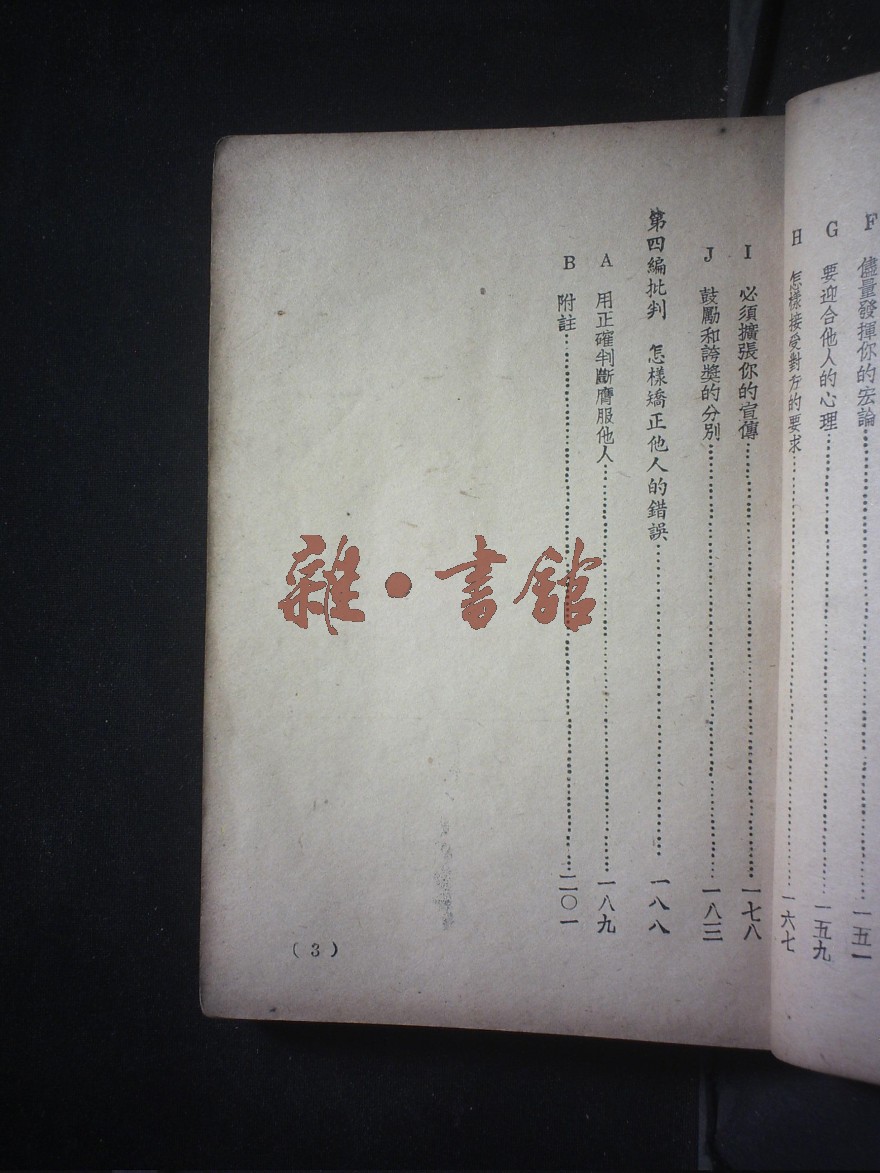 F 儘量發揮你的宏論……一五一
G 要迎合他人的心理……一五九
H 怎樣接受對方的要求……一六七
I 必須擴張你的宣傳……一七八
J 鼓勵和誇獎的分別……一八三
第四編批判 怎樣矯正他人的錯誤……一八八
A 用正確判斷膺服他人……一八九
B 附註……二〇一
(3)
雜·書館